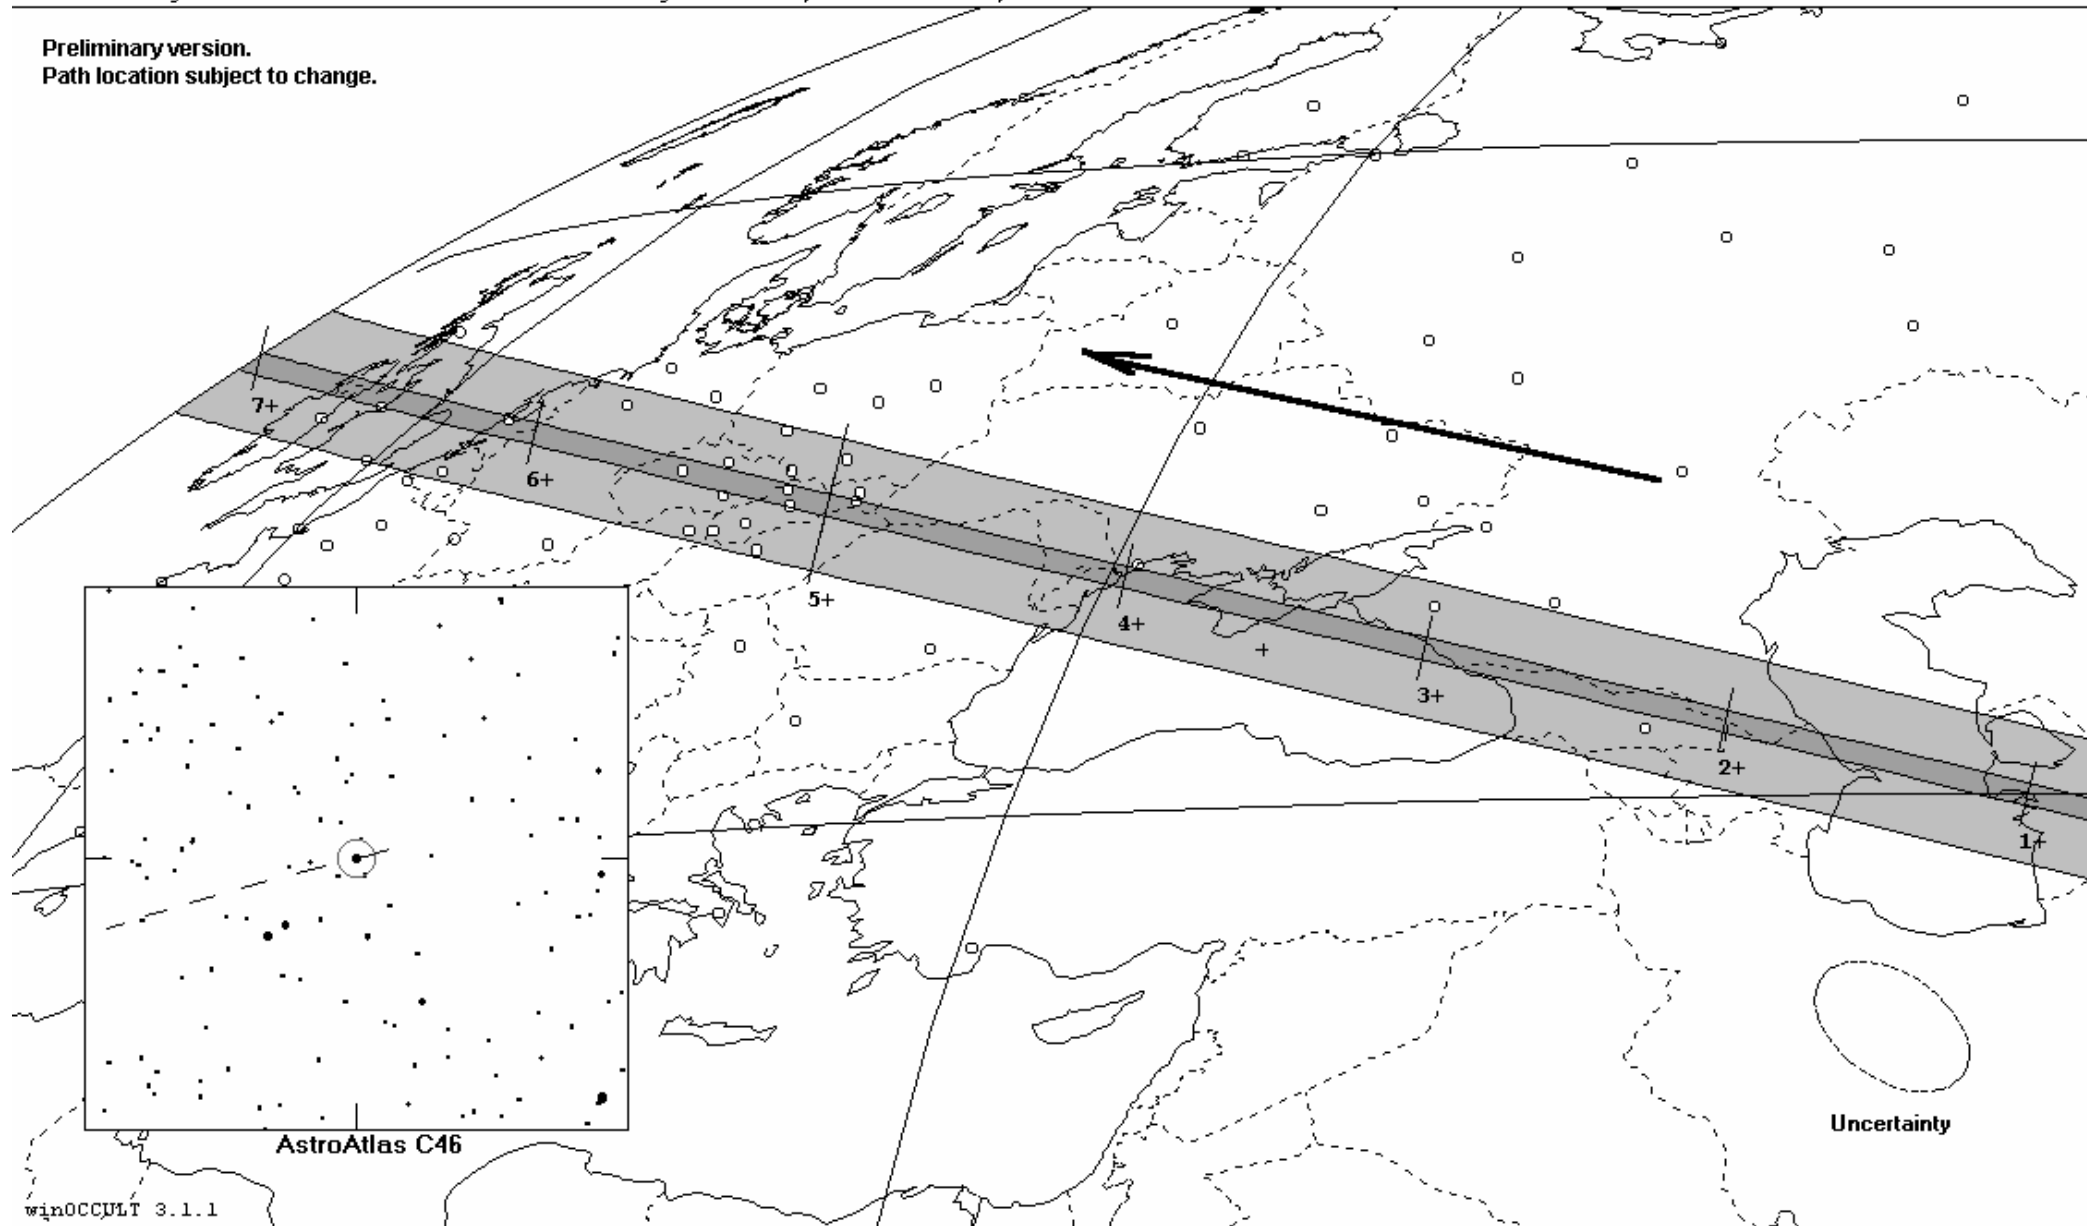 Preliminary version.
Path location subject to change.
7+
6+
5+
4+
+
3+
2+
1+
Uncertainty
AstroAtlas C46
winOCCULT 3.1.1